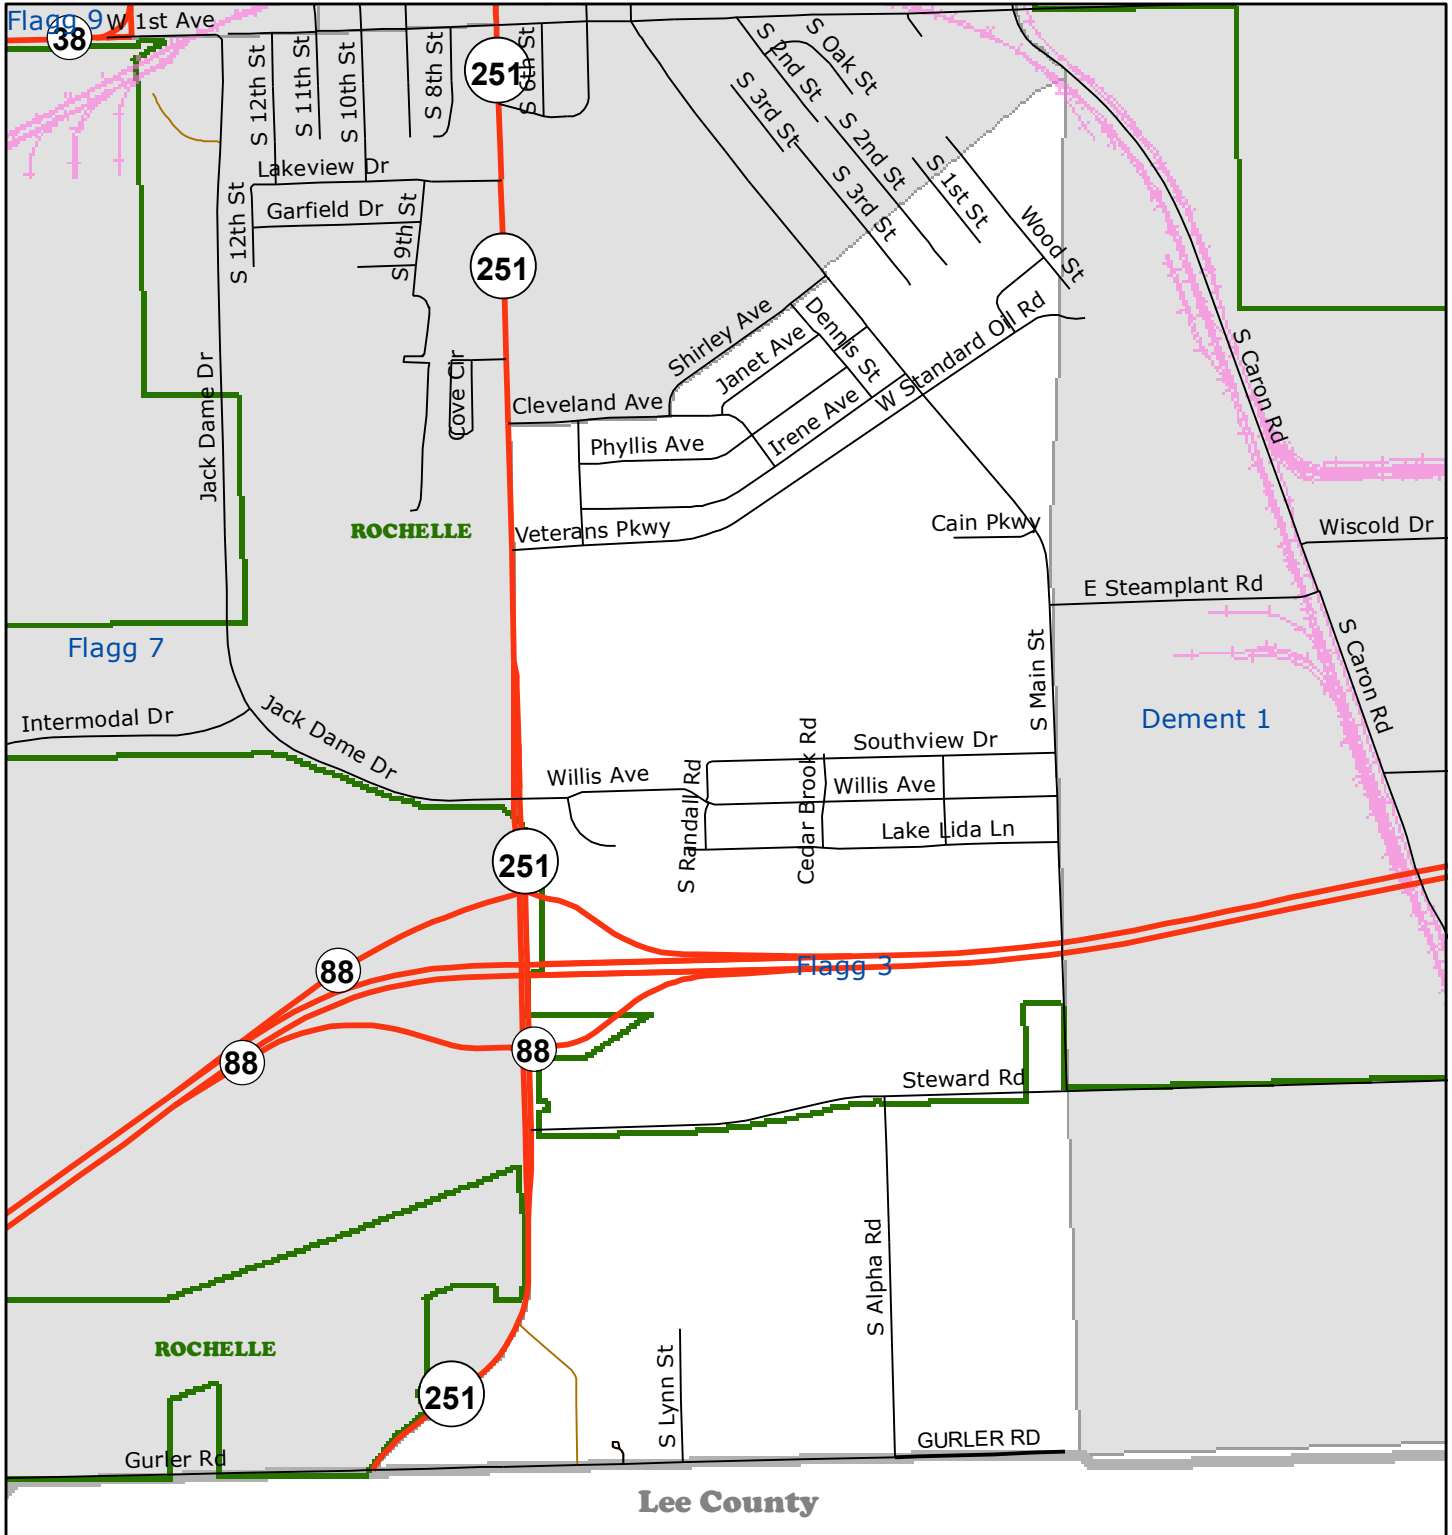 Flagg 9
W 1st Ave
38
S 12th St
S 11th St
S 10th St
S 8th St
251
S 6th St
S 2nd St
S Oak St
S 3rd St
S 2nd St
S 1st St
S 3rd St
Wood St
Lakeview Dr
Garfield Dr
S 12th St
S 9th St
251
Shirley Ave
Dennis St
Janet Ave
W Standard Oil Rd
S Caron Rd
Jack Dame Dr
Cove Cir
Cleveland Ave
Irene Ave
Phyllis Ave
ROCHELLE
Veterans Pkwy
Cain Pkwy
Wiscold Dr
E Steamplant Rd
Flagg 7
S Main St
S Caron Rd
Intermodal Dr
Jack Dame Dr
Dement 1
Southview Dr
Willis Ave
S Randall Rd
Cedar Brook Rd
Willis Ave
Lake Lida Ln
251
88
Flagg 3
88
88
Steward Rd
S Alpha Rd
ROCHELLE
251
S Lynn St
Gurler Rd
GURLER RD
Lee County